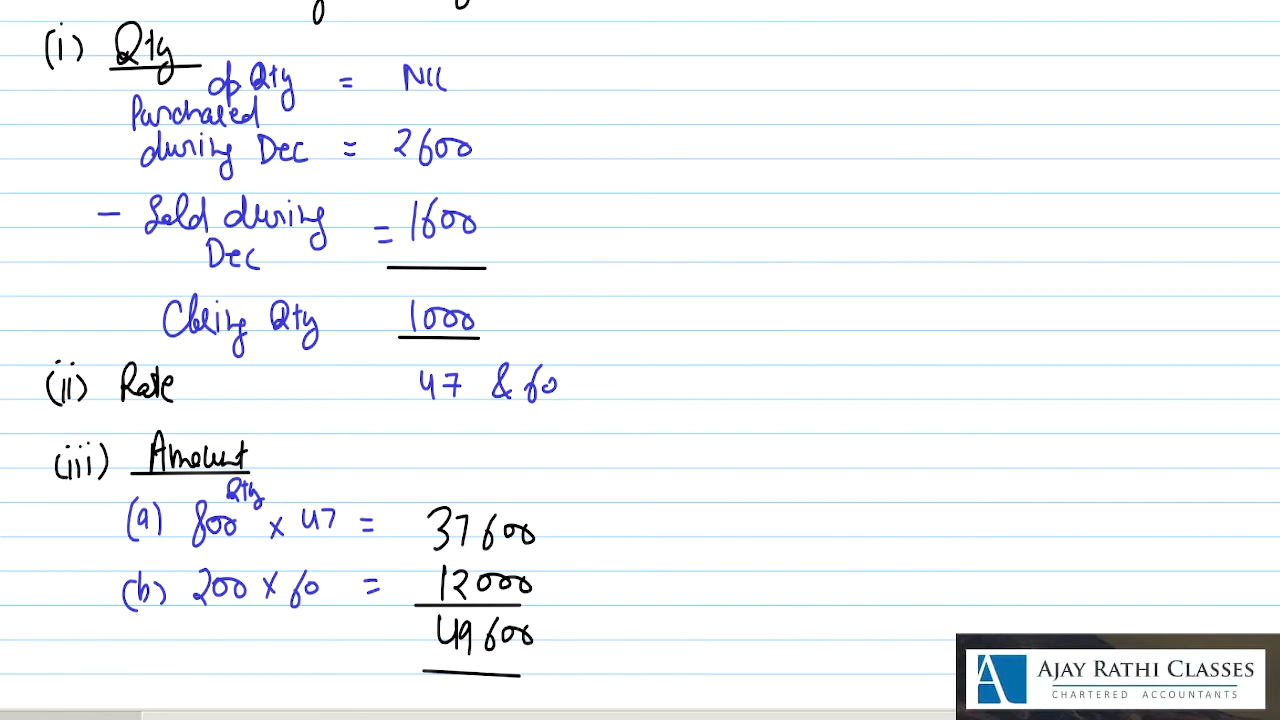 (i) Qty
op Qty = NIL
Purchased
during Dec = 2600
- Sold during = 1600
Dec
Closing Qty 1000
(ii) Rate 47 & 60
(iii) Amount
Qty
(a) 800 x 47 = 37600
(b) 200 x 60 = 12000
49600
AJAY RATHI CLASSES
CHARTERED ACCOUNTANTS